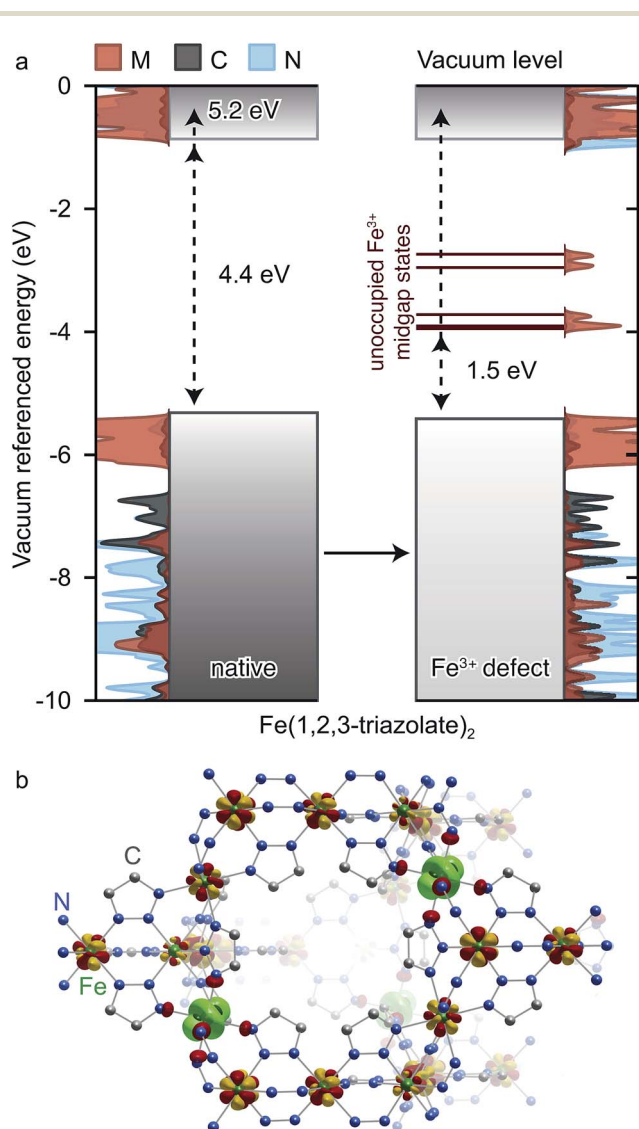 a
M C N
Vacuum level
Vacuum referenced energy (eV)
0
-2
-4
-6
-8
-10
5.2 eV
4.4 eV
native
unoccupied Fe³⁺
midgap states
1.5 eV
Fe³⁺ defect
Fe(1,2,3-triazolate)₂
b
C
N
Fe